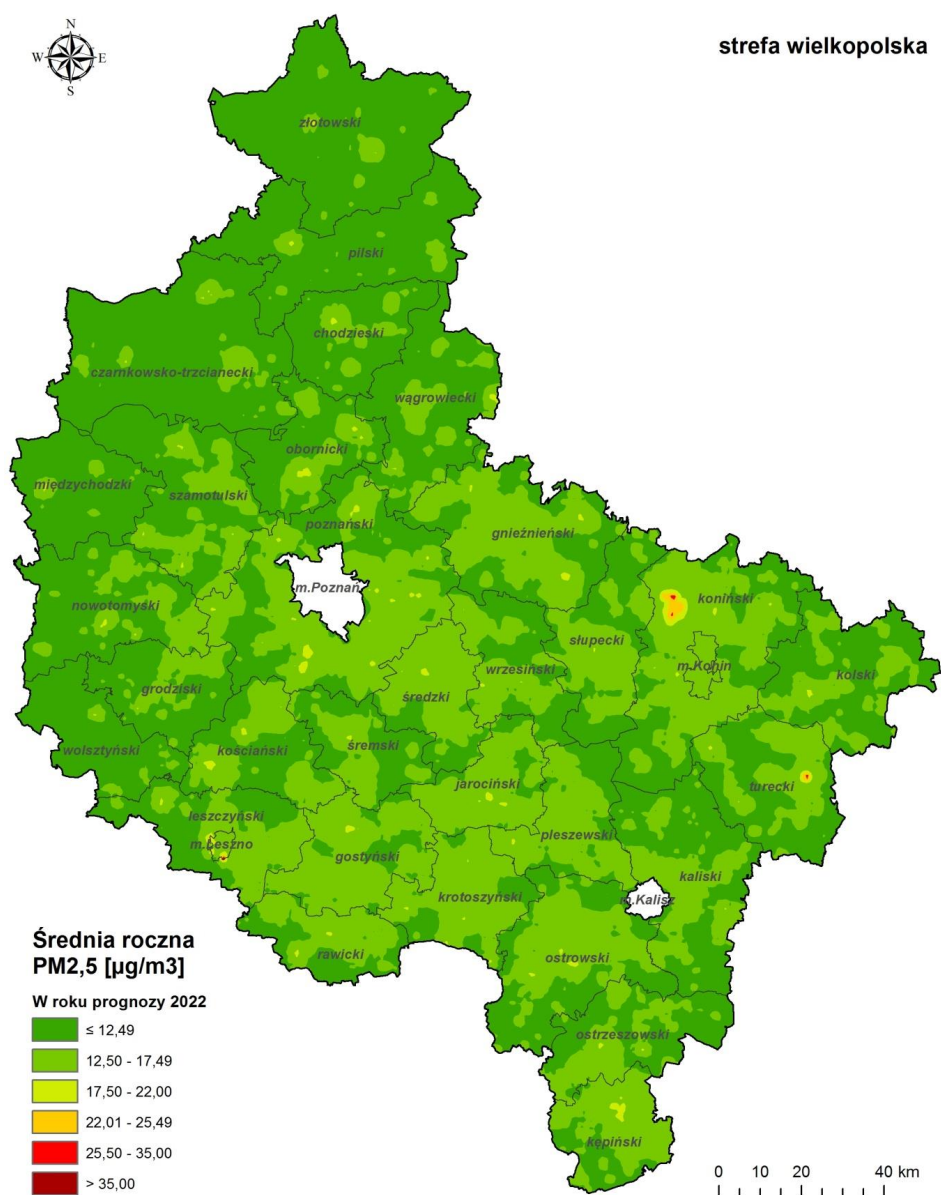 N
W
E
S
strefa wielkopolska
złotowski
pilski
chodzieski
czarnkowsko-trzcianecki
wągrowiecki
obornicki
międzychodzki
szamotulski
poznański
gnieźnieński
m.Poznań
nowotomyski
koniński
słupecki
m.Konin
wrzesiński
kolski
grodziski
średzki
wolsztyński
kościański
śremski
jarociński
turecki
leszczyński
m.Leszno
pleszewski
gostyński
kaliski
krotoszyński
m.Kalisz
rawicki
ostrowski
ostrzeszowski
kępiński
Średnia roczna
PM2,5 [µg/m3]
W roku prognozy 2022
≤ 12,49
12,50 - 17,49
17,50 - 22,00
22,01 - 25,49
25,50 - 35,00
> 35,00
0 10 20 40 km